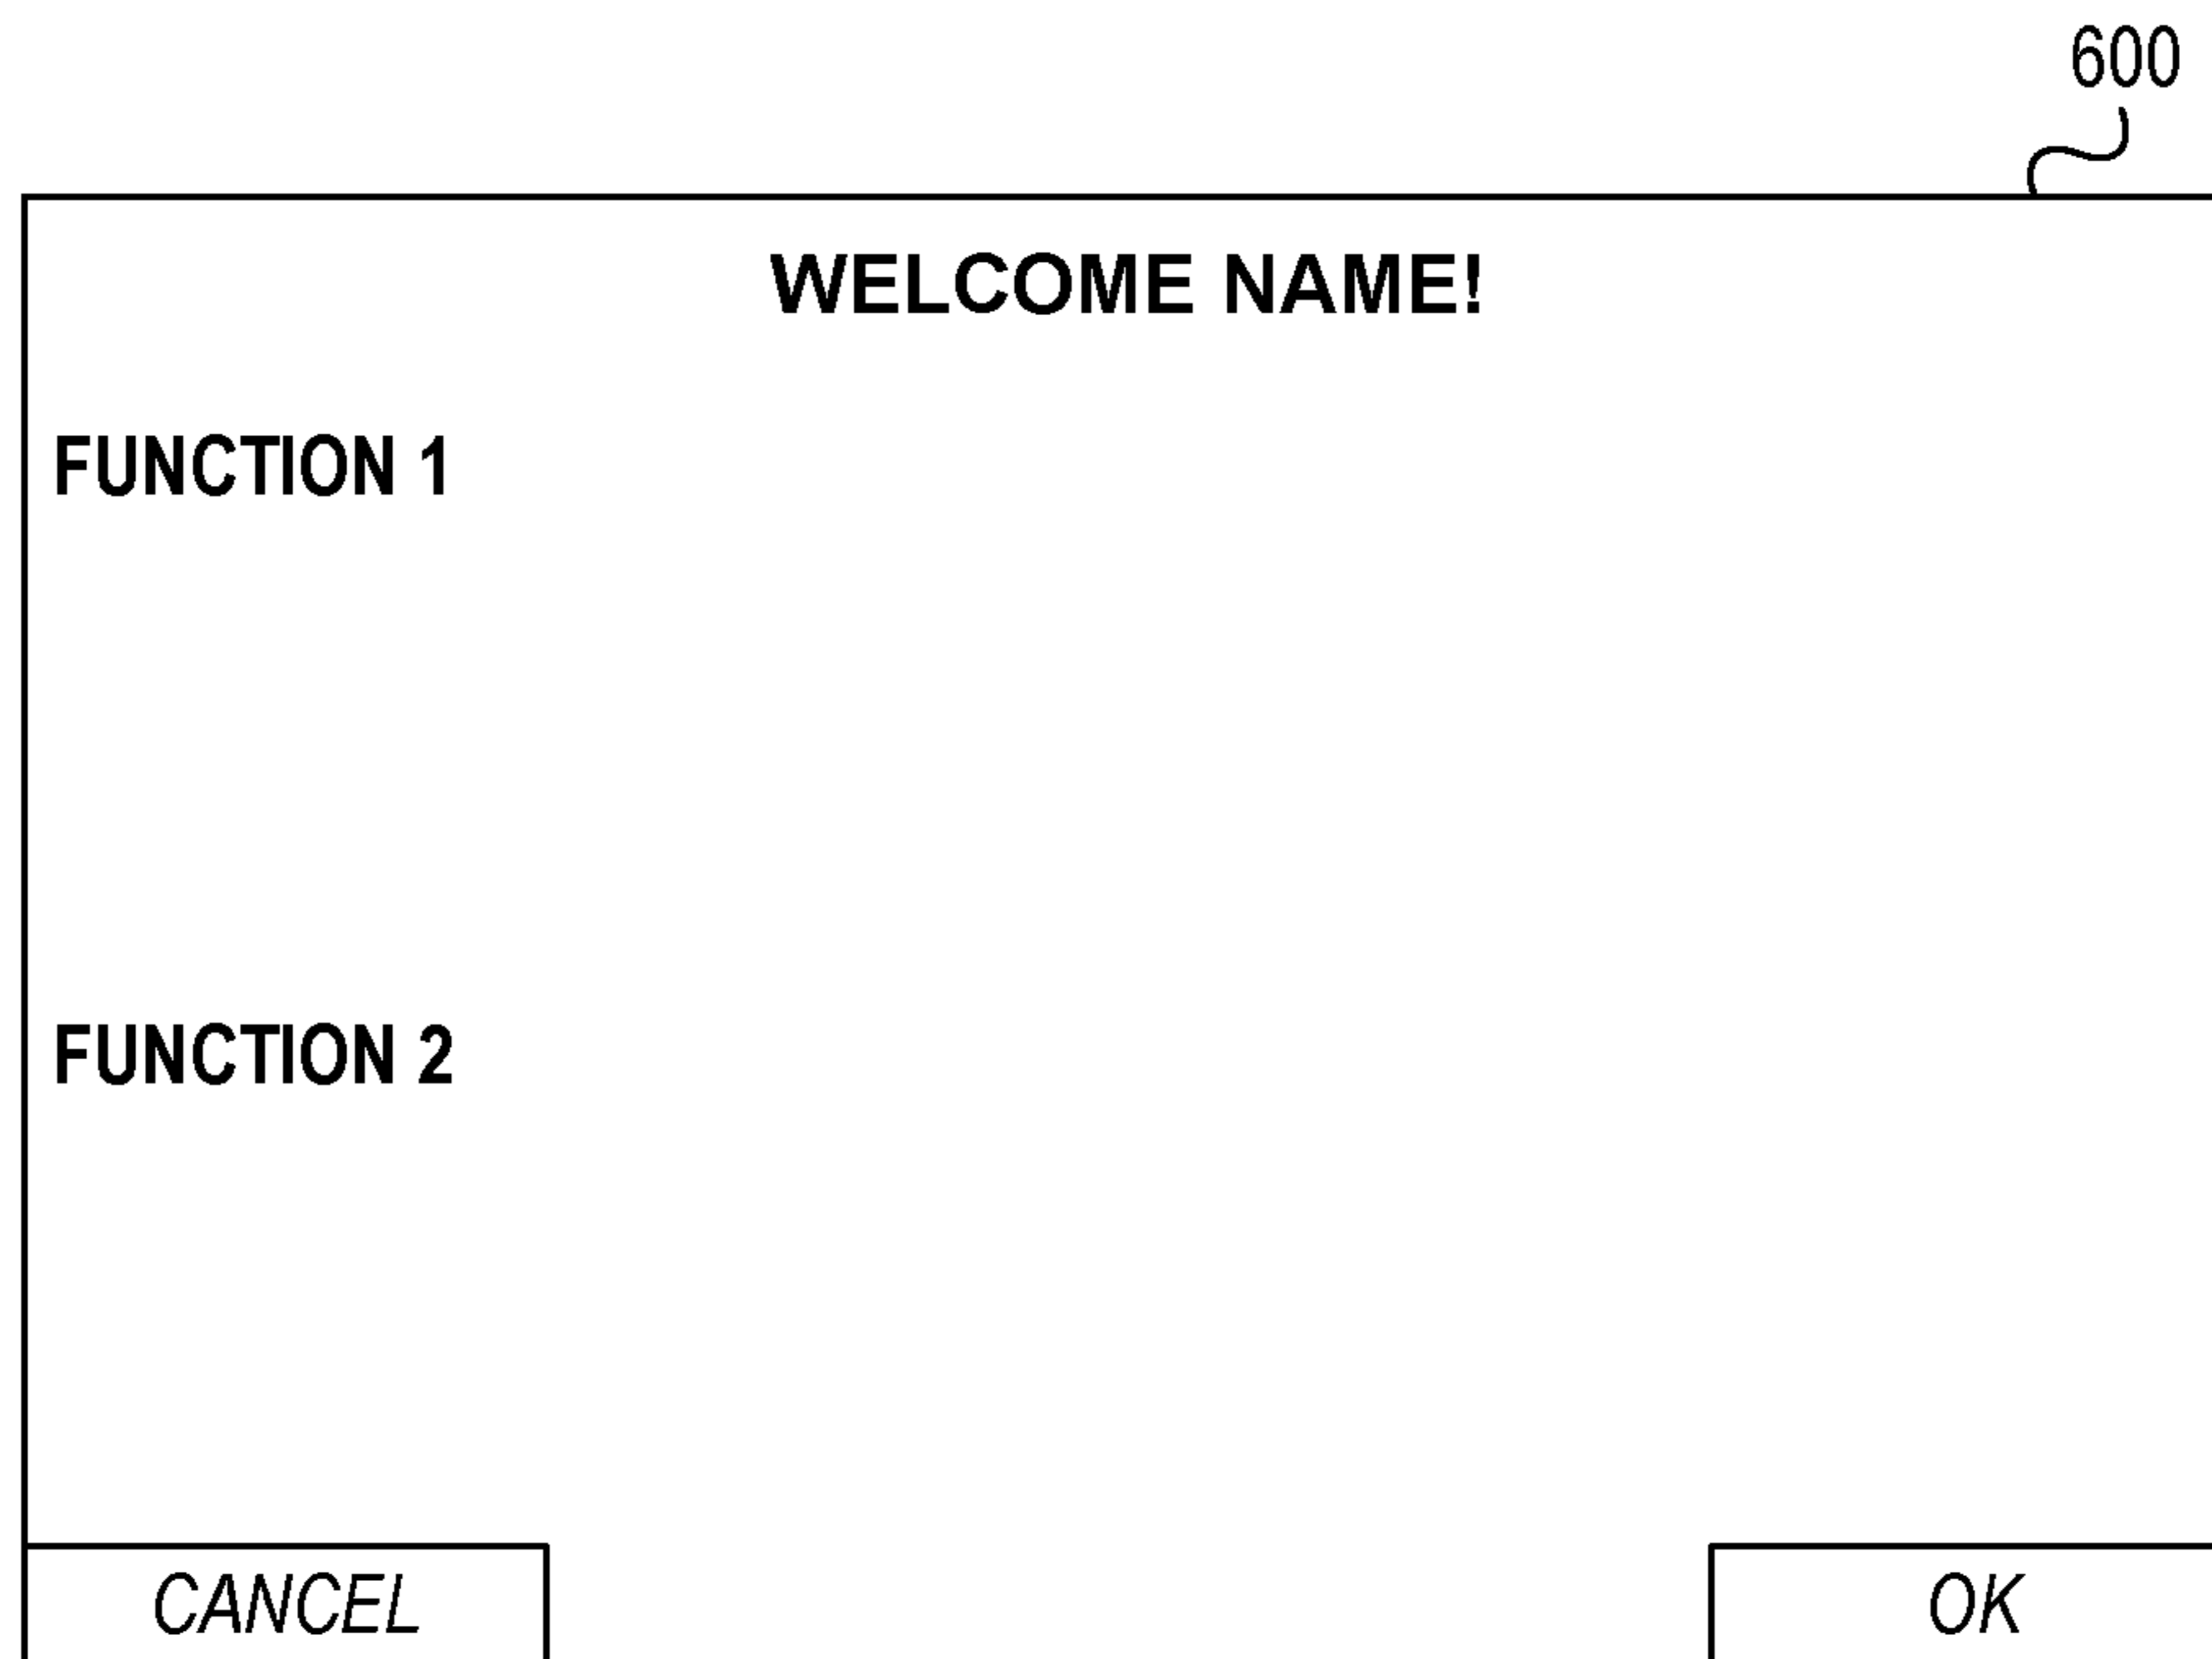 600
WELCOME NAME!
FUNCTION 1
FUNCTION 2
CANCEL
OK